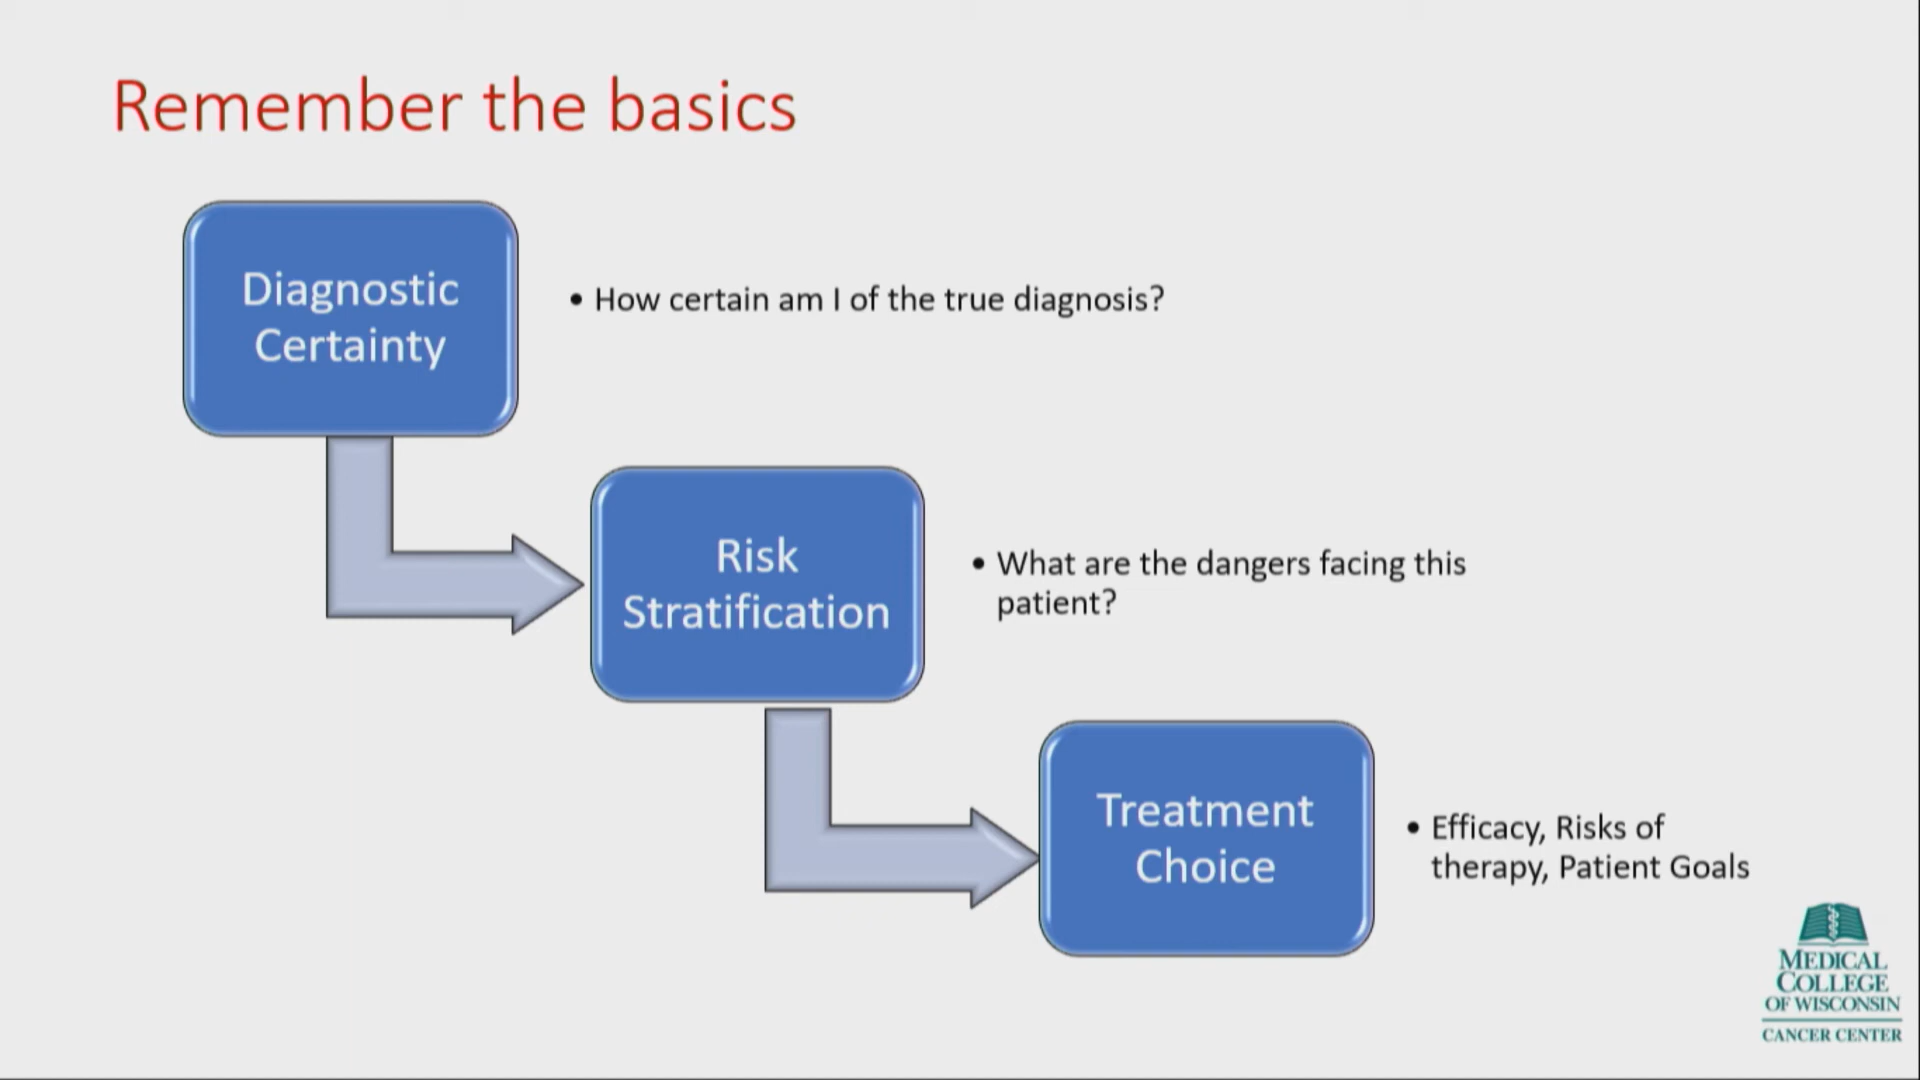 Remember the basics
Diagnostic
Certainty
• How certain am I of the true diagnosis?
Risk
Stratification
• What are the dangers facing this
patient?
Treatment
Choice
• Efficacy, Risks of
therapy, Patient Goals
MEDICAL
COLLEGE
OF WISCONSIN
CANCER CENTER